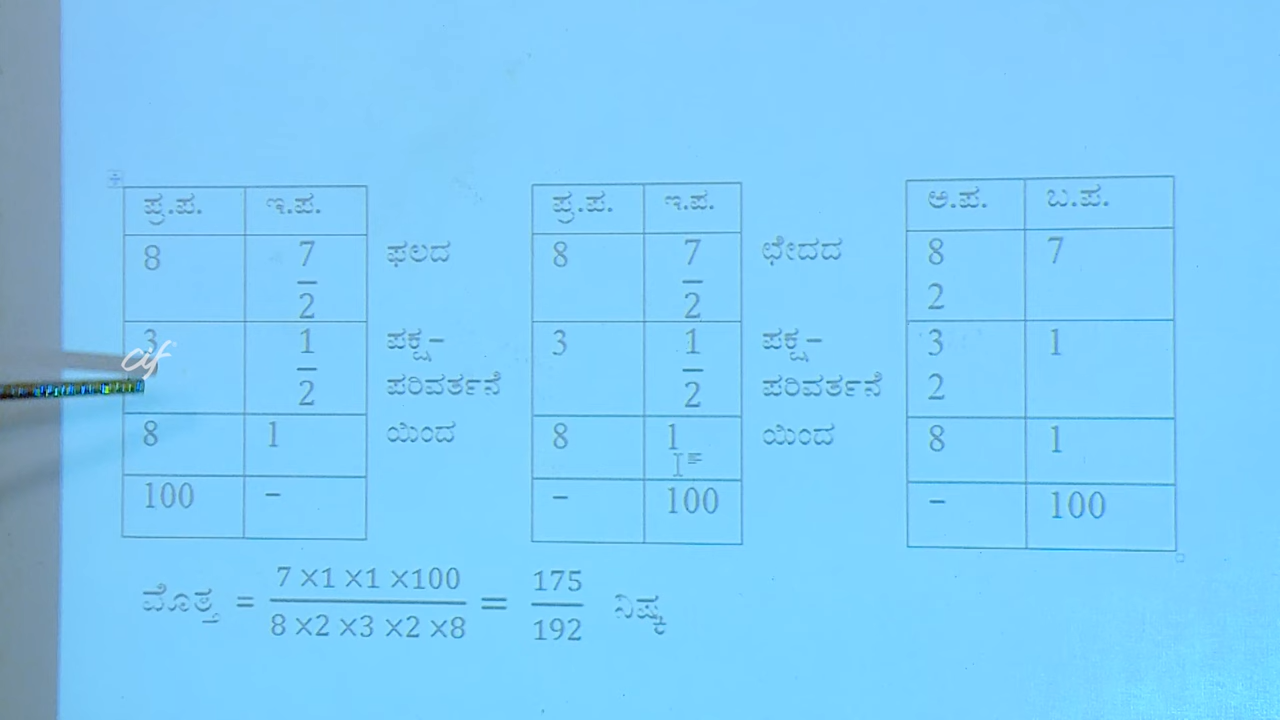 ಪ್ರ.ಪ. ಇ.ಪ. ಪ್ರ.ಪ. ಇ.ಪ. ಅ.ಪ. ಬ.ಪ.
8 7 ಫಲದ 8 7 ಛೇದದ 8 7
2 2 2
3 1 ಪಕ್ಷ- 3 1 ಪಕ್ಷ- 3 1
2 ಪರಿವರ್ತನೆ 2 ಪರಿವರ್ತನೆ 2
8 1 ಯಿಂದ 8 1 ಯಿಂದ 8 1
100 - - 100 - 100
ಮೊತ್ತ = 7 ×1 ×1 ×100 / 8 ×2 ×3 ×2 ×8 = 175 / 192 ನಿಷ್ಕ
cif